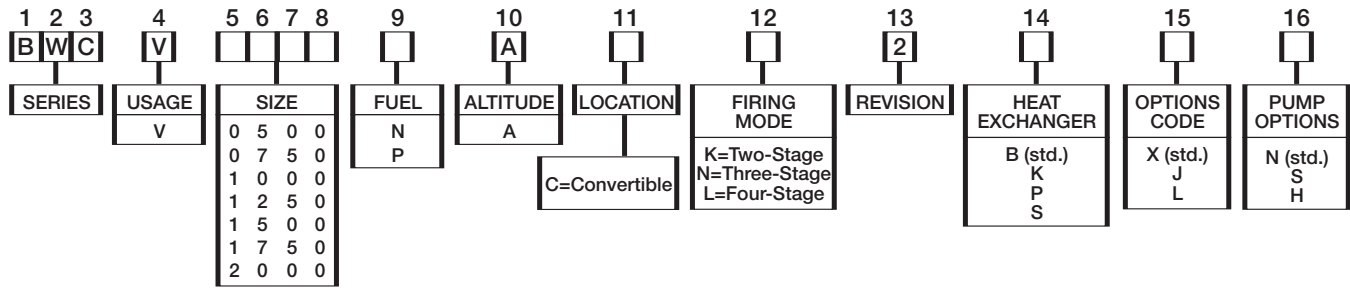 1 2 3 4 5 6 7 8 9 10 11 12 13 14 15 16
B W C V A 2
SERIES
USAGE
V
SIZE
0 5 0 0
0 7 5 0
1 0 0 0
1 2 5 0
1 5 0 0
1 7 5 0
2 0 0 0
FUEL
N
P
ALTITUDE
A
LOCATION
C=Convertible
FIRING
MODE
K=Two-Stage
N=Three-Stage
L=Four-Stage
REVISION
HEAT
EXCHANGER
B (std.)
K
P
S
OPTIONS
CODE
X (std.)
J
L
PUMP
OPTIONS
N (std.)
S
H